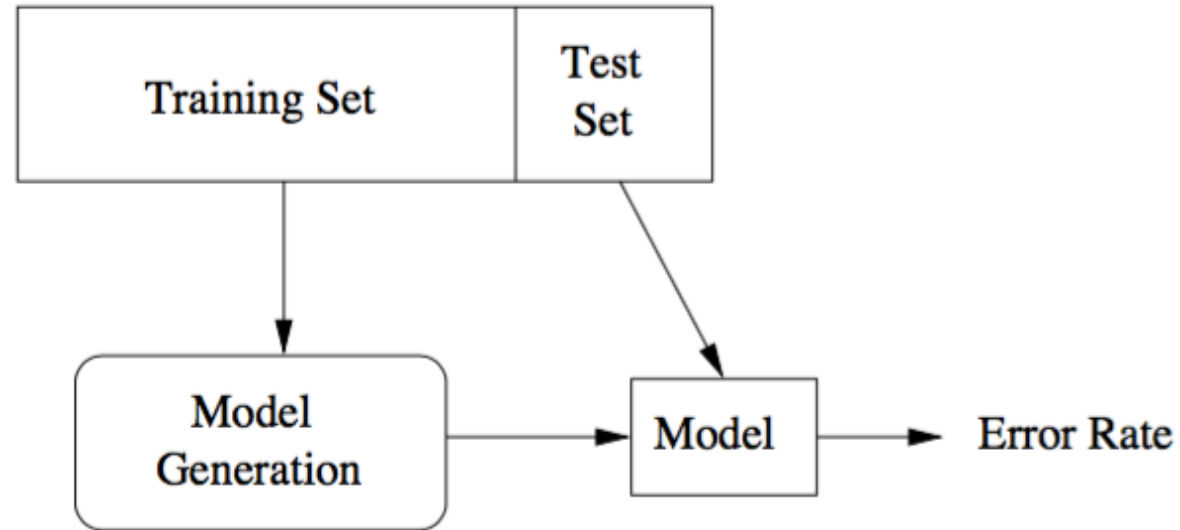 Training Set
Test
Set
Model
Generation
Model
Error Rate